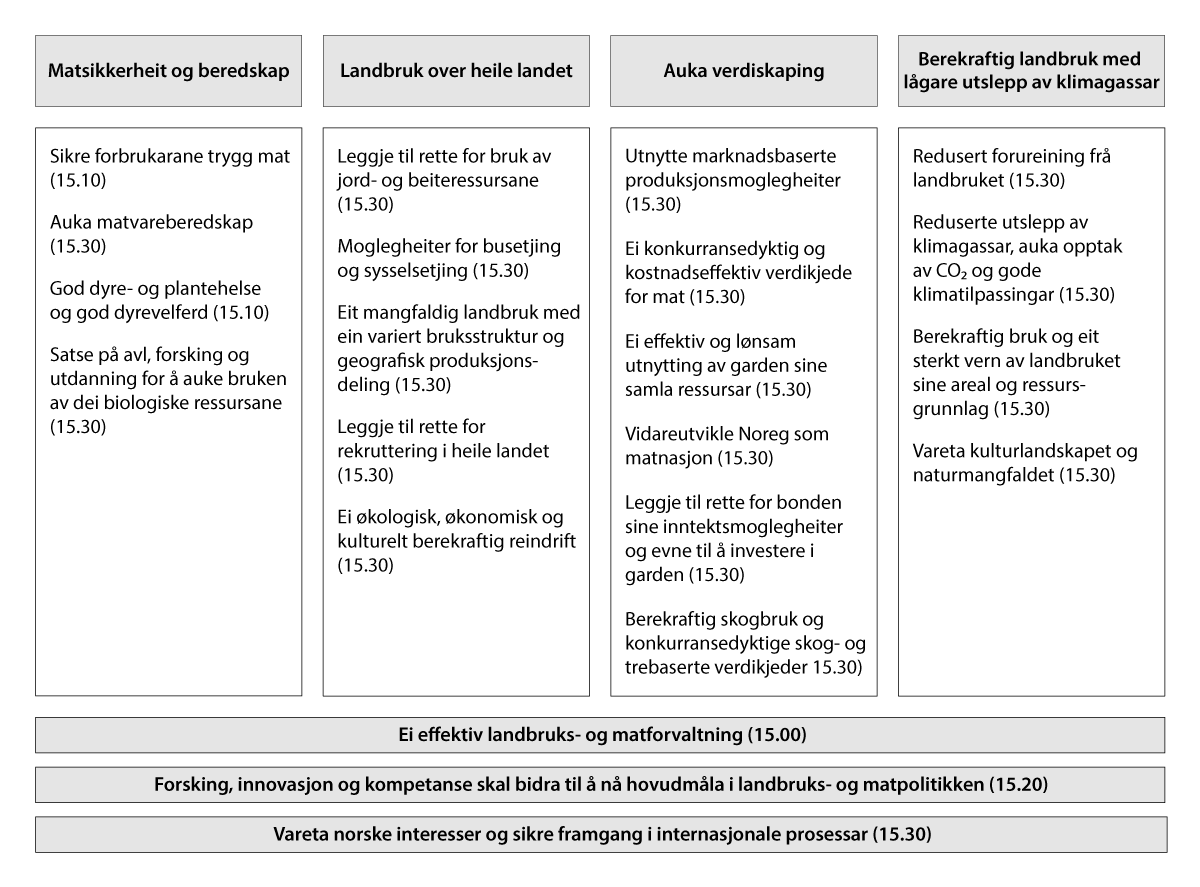 Matsikkerheit og beredskap
Sikre forbrukarane trygg mat
(15.10)
Auka matvareberedskap
(15.30)
God dyre- og plantehelse
og god dyrevelferd (15.10)
Satse på avl, forsking og
utdanning for å auke bruken
av dei biologiske ressursane
(15.30)
Landbruk over heile landet
Leggje til rette for bruk av
jord- og beiteressursane
(15.30)
Moglegheiter for busetjing
og sysselsetjing (15.30)
Eit mangfaldig landbruk med
ein variert bruksstruktur og
geografisk produksjons-
deling (15.30)
Leggje til rette for
rekruttering i heile landet
(15.30)
Ei økologisk, økonomisk og
kulturelt berekraftig reindrift
(15.30)
Auka verdiskaping
Utnytte marknadsbaserte
produksjonsmoglegheiter
(15.30)
Ei konkurransedyktig og
kostnadseffektiv verdikjede
for mat (15.30)
Ei effektiv og lønsam
utnytting av garden sine
samla ressursar (15.30)
Vidareutvikle Noreg som
matnasjon (15.30)
Leggje til rette for bonden
sine inntektsmoglegheiter
og evne til å investere i
garden (15.30)
Berekraftig skogbruk og
konkurransedyktige skog- og
trebaserte verdikjeder 15.30)
Berekraftig landbruk med
lågare utslepp av klimagassar
Redusert forureining frå
landbruket (15.30)
Reduserte utslepp av
klimagassar, auka opptak
av CO₂ og gode
klimatilpassingar (15.30)
Berekraftig bruk og eit
sterkt vern av landbruket
sine areal og ressurs-
grunnlag (15.30)
Vareta kulturlandskapet og
naturmangfaldet (15.30)
Ei effektiv landbruks- og matforvaltning (15.00)
Forsking, innovasjon og kompetanse skal bidra til å nå hovudmåla i landbruks- og matpolitikken (15.20)
Vareta norske interesser og sikre framgang i internasjonale prosessar (15.30)